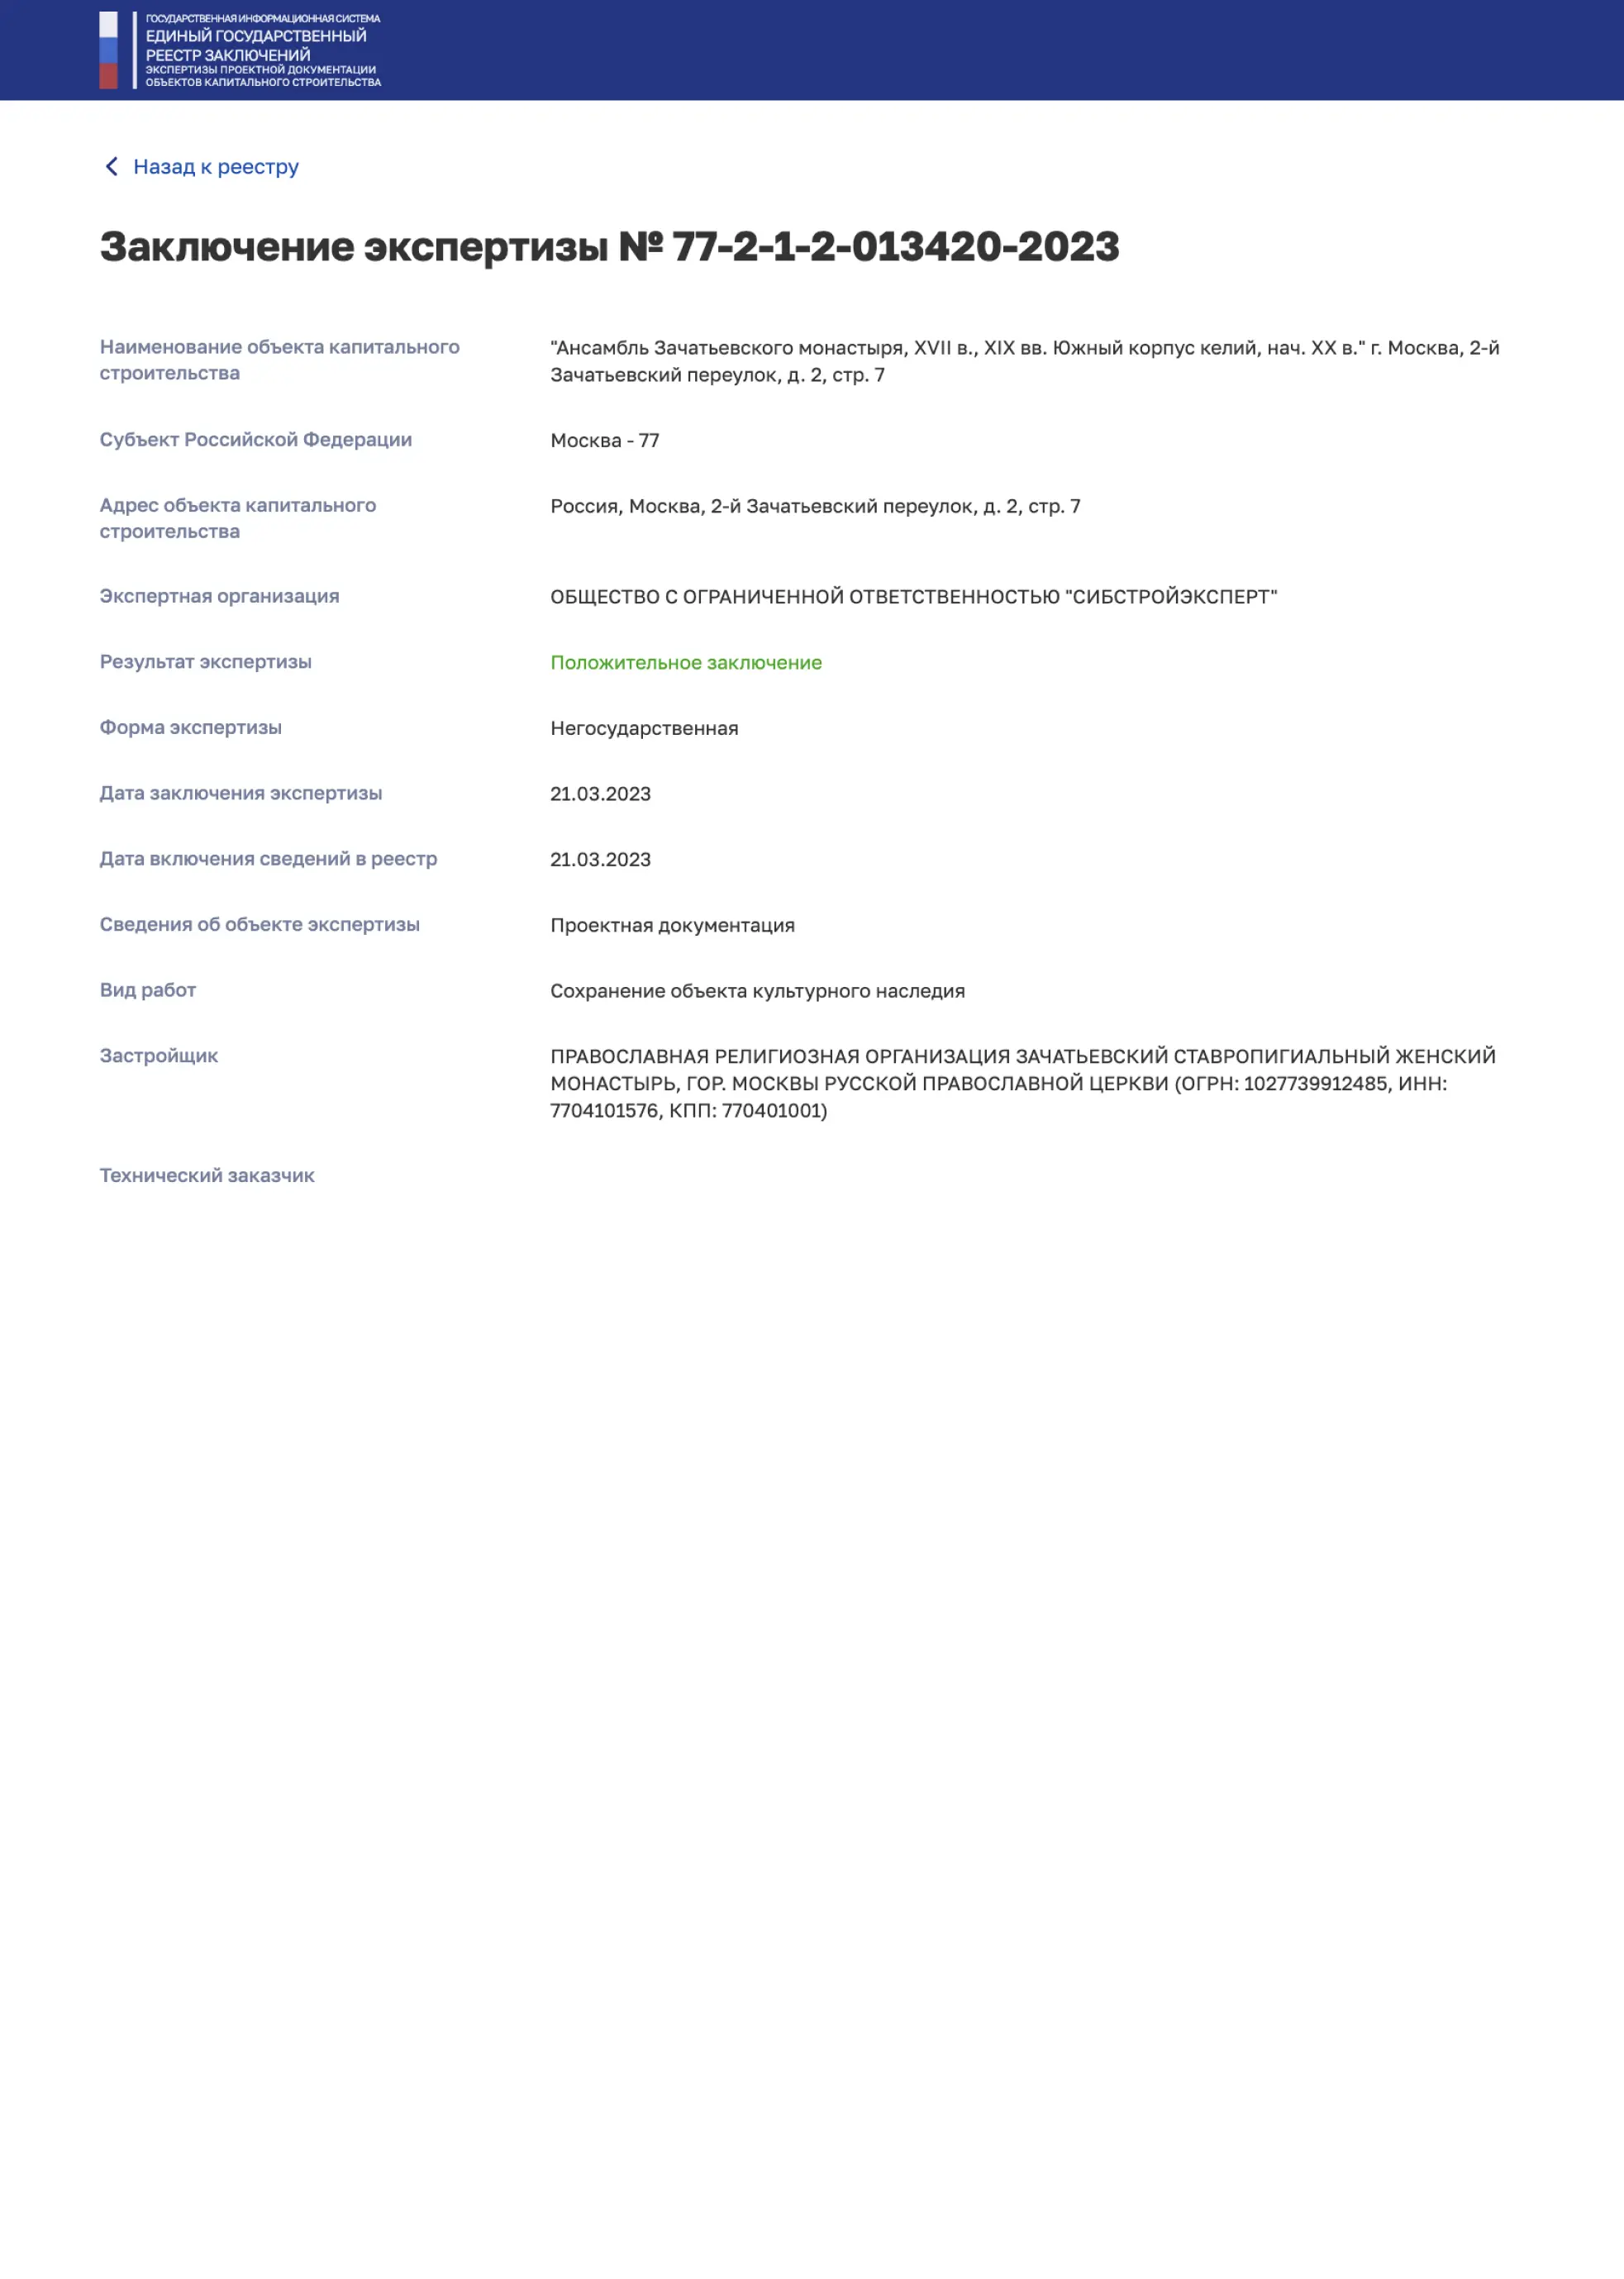 ГОСУДАРСТВЕННАЯ ИНФОРМАЦИОННАЯ СИСТЕМА
ЕДИНЫЙ ГОСУДАРСТВЕННЫЙ
РЕЕСТР ЗАКЛЮЧЕНИЙ
ЭКСПЕРТИЗЫ ПРОЕКТНОЙ ДОКУМЕНТАЦИИ
ОБЪЕКТОВ КАПИТАЛЬНОГО СТРОИТЕЛЬСТВА
Назад к реестру
Заключение экспертизы № 77-2-1-2-013420-2023
Наименование объекта капитального
строительства
"Ансамбль Зачатьевского монастыря, XVII в., XIX вв. Южный корпус келий, нач. XX в." г. Москва, 2-й
Зачатьевский переулок, д. 2, стр. 7
Субъект Российской Федерации
Москва - 77
Адрес объекта капитального
строительства
Россия, Москва, 2-й Зачатьевский переулок, д. 2, стр. 7
Экспертная организация
ОБЩЕСТВО С ОГРАНИЧЕННОЙ ОТВЕТСТВЕННОСТЬЮ "СИБСТРОЙЭКСПЕРТ"
Результат экспертизы
Положительное заключение
Форма экспертизы
Негосударственная
Дата заключения экспертизы
21.03.2023
Дата включения сведений в реестр
21.03.2023
Сведения об объекте экспертизы
Проектная документация
Вид работ
Сохранение объекта культурного наследия
Застройщик
ПРАВОСЛАВНАЯ РЕЛИГИОЗНАЯ ОРГАНИЗАЦИЯ ЗАЧАТЬЕВСКИЙ СТАВРОПИГИАЛЬНЫЙ ЖЕНСКИЙ
МОНАСТЫРЬ, ГОР. МОСКВЫ РУССКОЙ ПРАВОСЛАВНОЙ ЦЕРКВИ (ОГРН: 1027739912485, ИНН:
7704101576, КПП: 770401001)
Технический заказчик